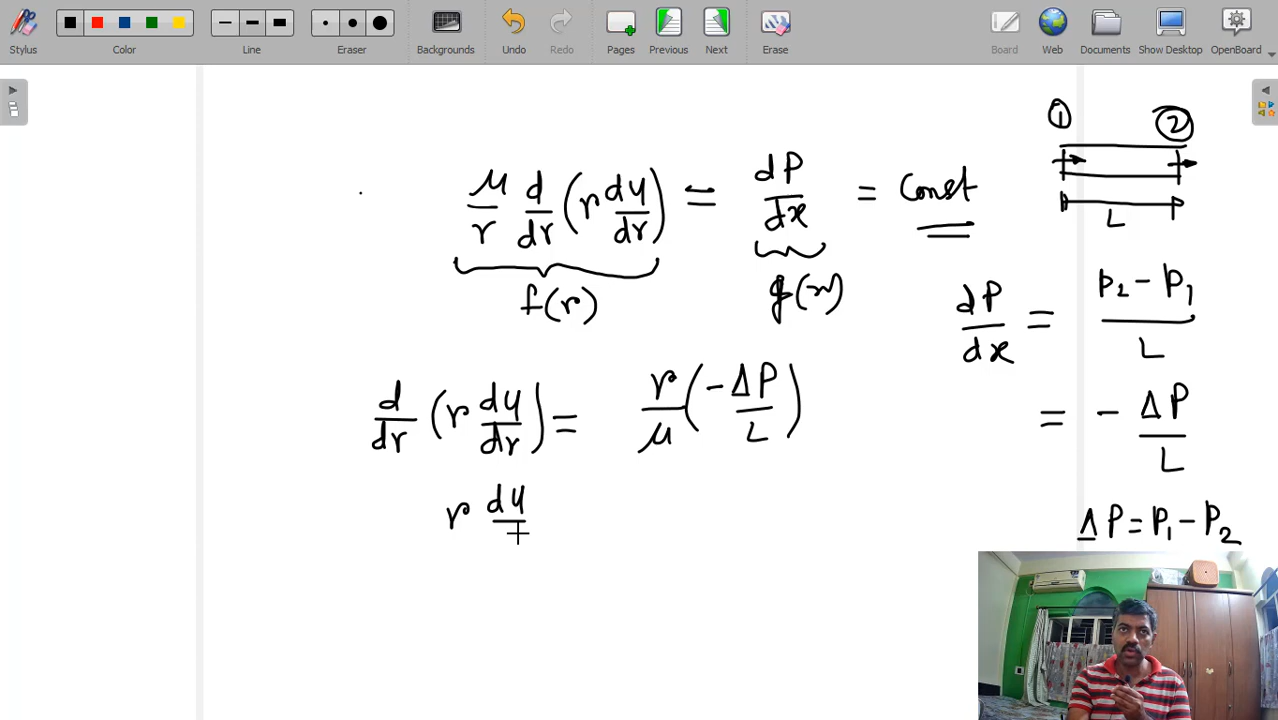 Stylus Color Line Eraser Backgrounds Undo Redo Pages Previous Next Erase Board Web Documents Show Desktop OpenBoard
① ②
μ/r d/dr (r du/dr) = dP/dx = Const
L
f(r) g(x)
dP/dx = P₂ - P₁/L
d/dr (r du/dr) = r/μ (-ΔP/L)
= - ΔP/L
r du/
ΔP = P₁ - P₂